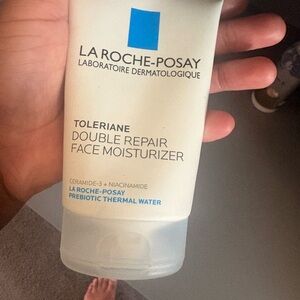 LA ROCHE-POSAY
LABORATOIRE DERMATOLOGIQUE
TOLERIANE
DOUBLE REPAIR
FACE MOISTURIZER
CERAMIDE-3 + NIACINAMIDE
LA ROCHE-POSAY
PREBIOTIC THERMAL WATER